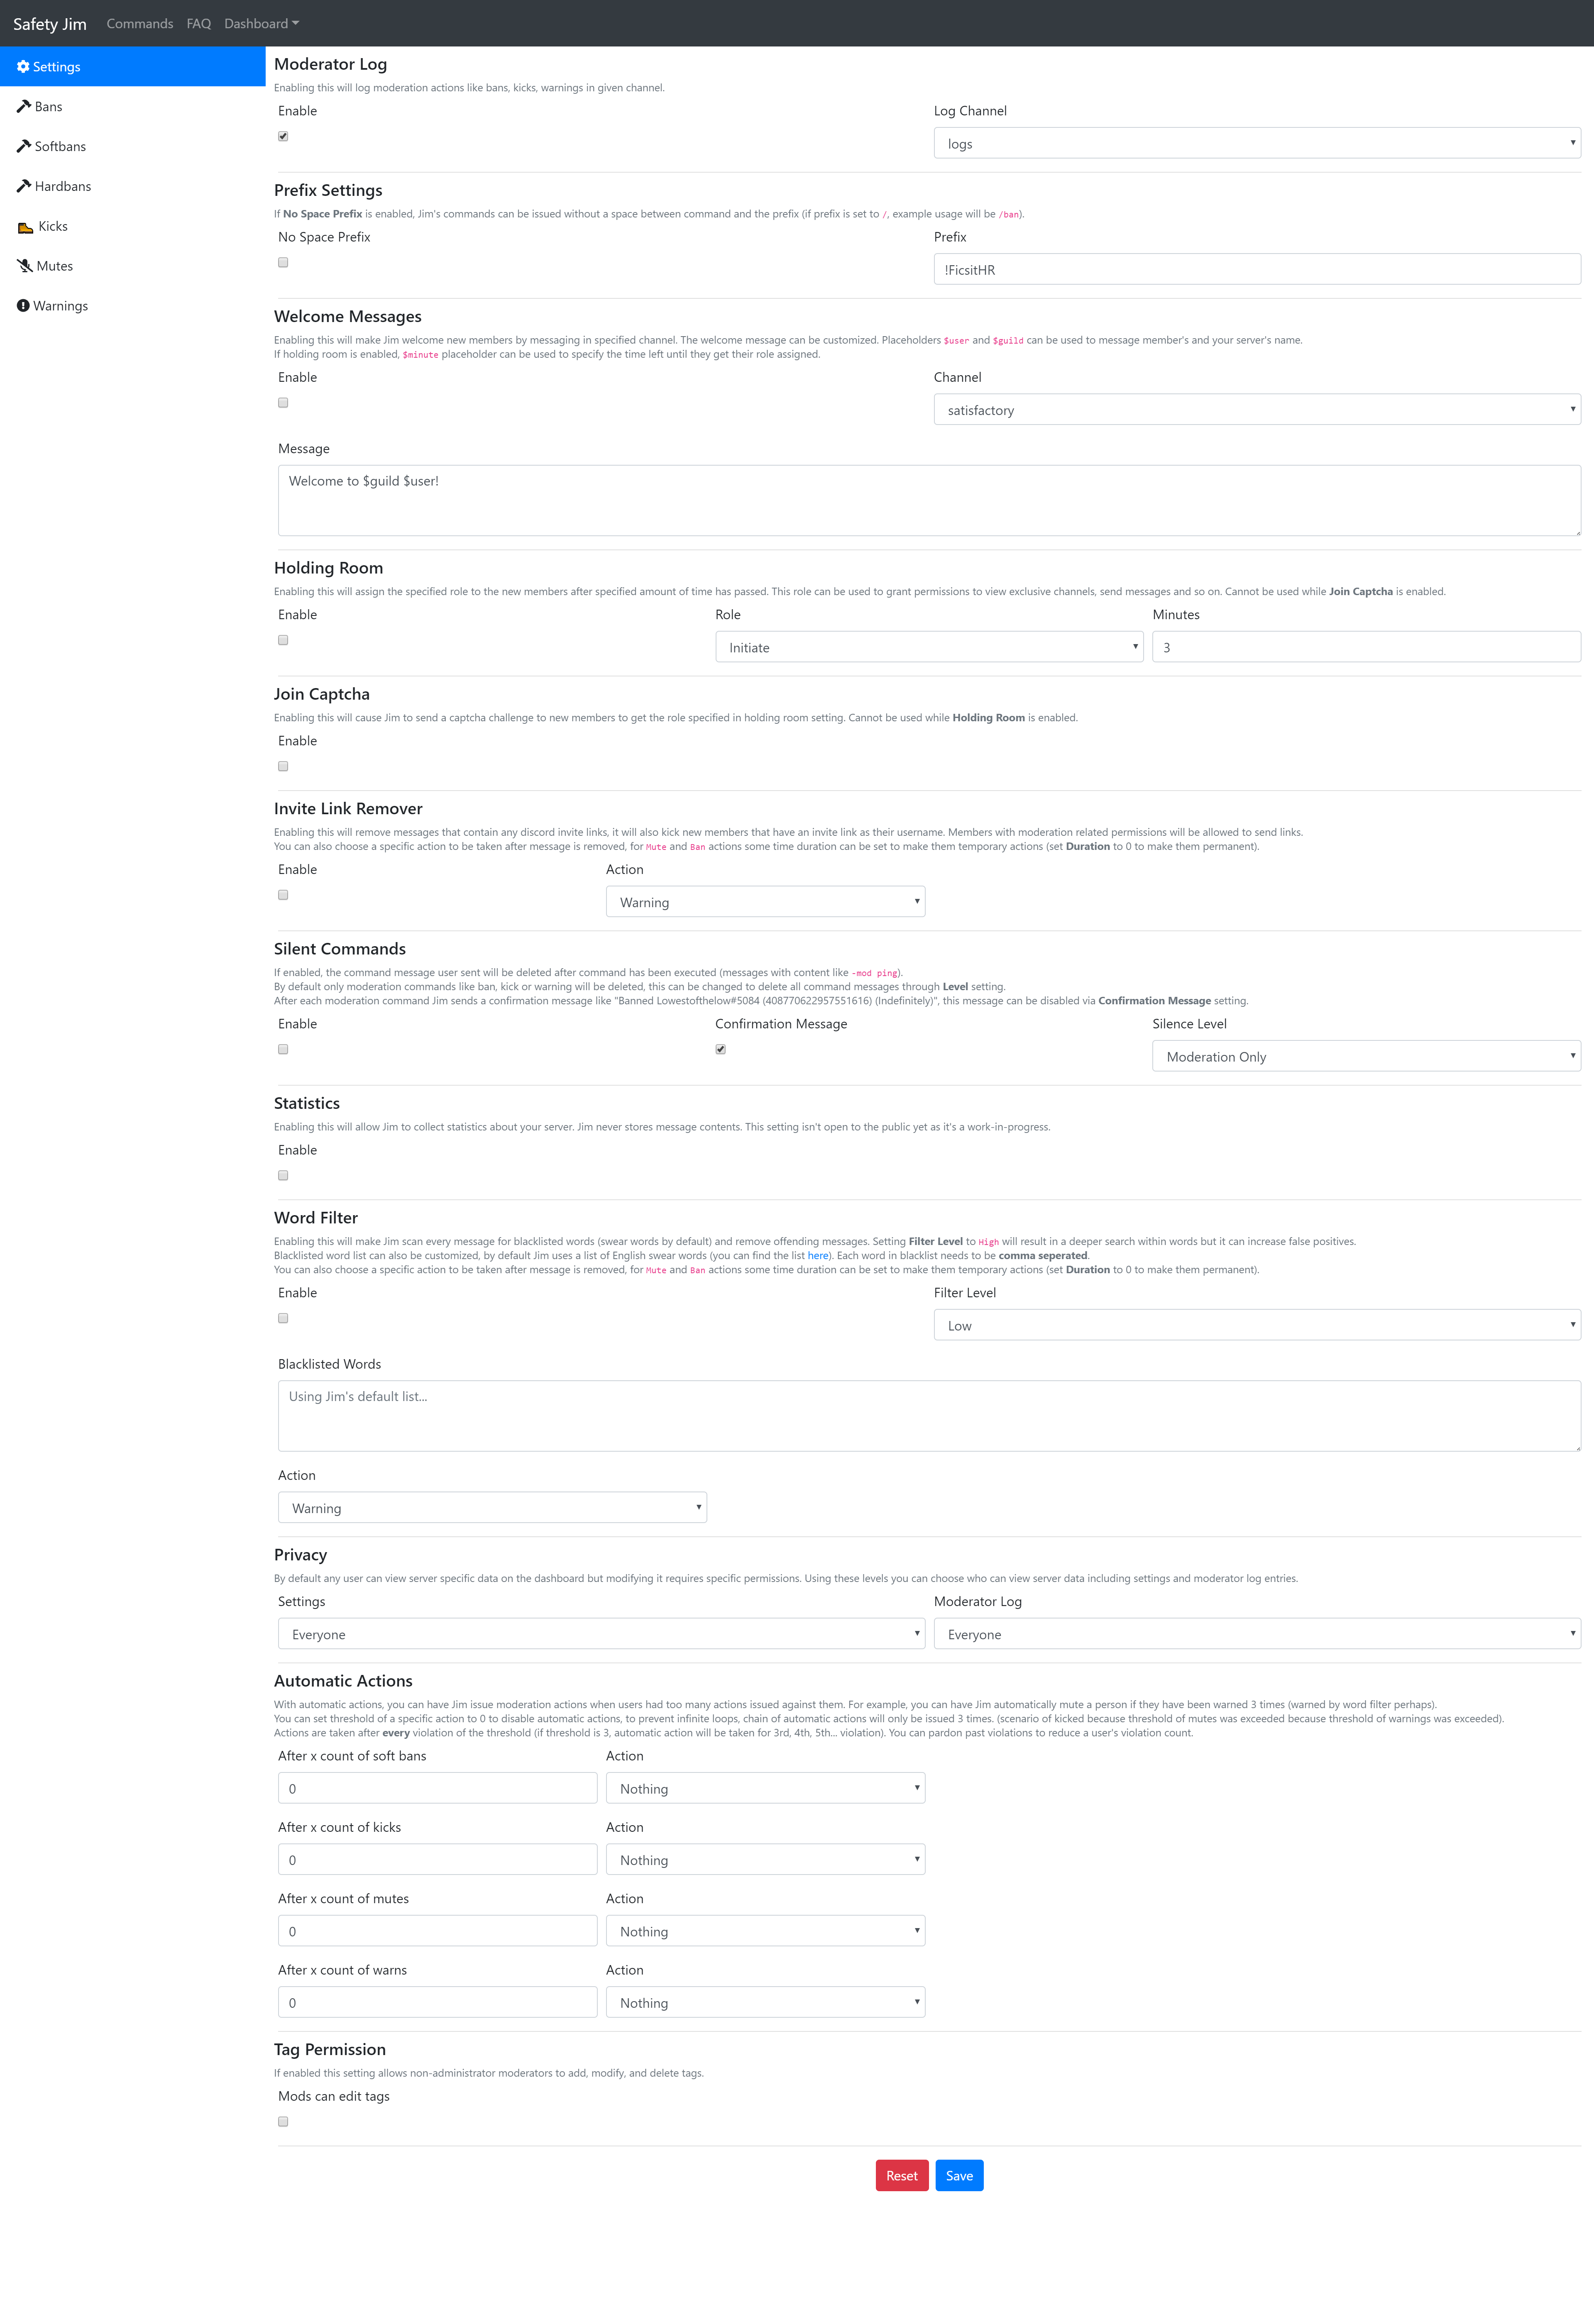 Safety Jim Commands FAQ Dashboard
Settings
Bans
Softbans
Hardbans
Kicks
Mutes
Warnings
Moderator Log
Enabling this will log moderation actions like bans, kicks, warnings in given channel.
Enable Log Channel
logs
Prefix Settings
If No Space Prefix is enabled, Jim's commands can be issued without a space between command and the prefix (if prefix is set to /, example usage will be /ban).
No Space Prefix Prefix
!FicsitHR
Welcome Messages
Enabling this will make Jim welcome new members by messaging in specified channel. The welcome message can be customized. Placeholders $user and $guild can be used to message member's and your server's name.
If holding room is enabled, $minute placeholder can be used to specify the time left until they get their role assigned.
Enable Channel
satisfactory
Message
Welcome to $guild $user!
Holding Room
Enabling this will assign the specified role to the new members after specified amount of time has passed. This role can be used to grant permissions to view exclusive channels, send messages and so on. Cannot be used while Join Captcha is enabled.
Enable Role Minutes
Initiate 3
Join Captcha
Enabling this will cause Jim to send a captcha challenge to new members to get the role specified in holding room setting. Cannot be used while Holding Room is enabled.
Enable
Invite Link Remover
Enabling this will remove messages that contain any discord invite links, it will also kick new members that have an invite link as their username. Members with moderation related permissions will be allowed to send links.
You can also choose a specific action to be taken after message is removed, for Mute and Ban actions some time duration can be set to make them temporary actions (set Duration to 0 to make them permanent).
Enable Action
Warning
Silent Commands
If enabled, the command message user sent will be deleted after command has been executed (messages with content like -mod ping).
By default only moderation commands like ban, kick or warning will be deleted, this can be changed to delete all command messages through Level setting.
After each moderation command Jim sends a confirmation message like "Banned Lowestofthelow#5084 (408770622957551616) (Indefinitely)", this message can be disabled via Confirmation Message setting.
Enable Confirmation Message Silence Level
Moderation Only
Statistics
Enabling this will allow Jim to collect statistics about your server. Jim never stores message contents. This setting isn't open to the public yet as it's a work-in-progress.
Enable
Word Filter
Enabling this will make Jim scan every message for blacklisted words (swear words by default) and remove offending messages. Setting Filter Level to High will result in a deeper search within words but it can increase false positives.
Blacklisted word list can also be customized, by default Jim uses a list of English swear words (you can find the list here). Each word in blacklist needs to be comma seperated.
You can also choose a specific action to be taken after message is removed, for Mute and Ban actions some time duration can be set to make them temporary actions (set Duration to 0 to make them permanent).
Enable Filter Level
Low
Blacklisted Words
Using Jim's default list...
Action
Warning
Privacy
By default any user can view server specific data on the dashboard but modifying it requires specific permissions. Using these levels you can choose who can view server data including settings and moderator log entries.
Settings Moderator Log
Everyone Everyone
Automatic Actions
With automatic actions, you can have Jim issue moderation actions when users had too many actions issued against them. For example, you can have Jim automatically mute a person if they have been warned 3 times (warned by word filter perhaps).
You can set threshold of a specific action to 0 to disable automatic actions, to prevent infinite loops, chain of automatic actions will only be issued 3 times. (scenario of kicked because threshold of mutes was exceeded because threshold of warnings was exceeded).
Actions are taken after every violation of the threshold (if threshold is 3, automatic action will be taken for 3rd, 4th, 5th... violation). You can pardon past violations to reduce a user's violation count.
After x count of soft bans Action
0 Nothing
After x count of kicks Action
0 Nothing
After x count of mutes Action
0 Nothing
After x count of warns Action
0 Nothing
Tag Permission
If enabled this setting allows non-administrator moderators to add, modify, and delete tags.
Mods can edit tags
Reset Save